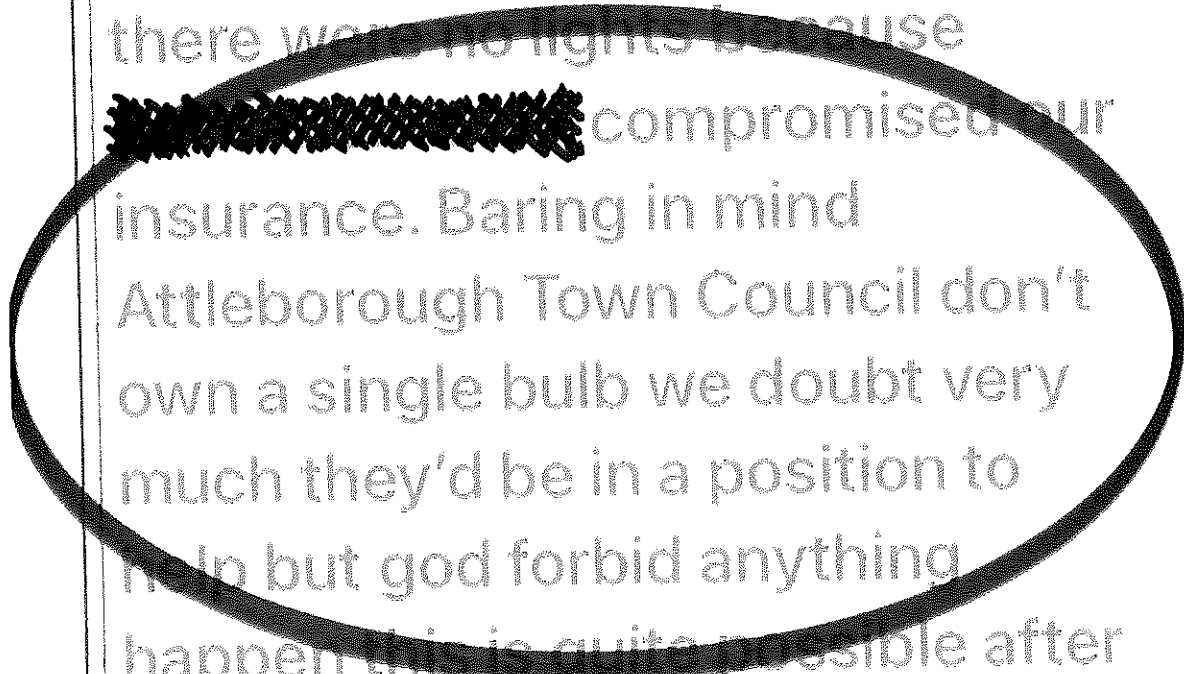 there were no lights because
compromised our
insurance. Baring in mind
Attleborough Town Council don't
own a single bulb we doubt very
much they'd be in a position to
help but god forbid anything
happen this is quite possible after